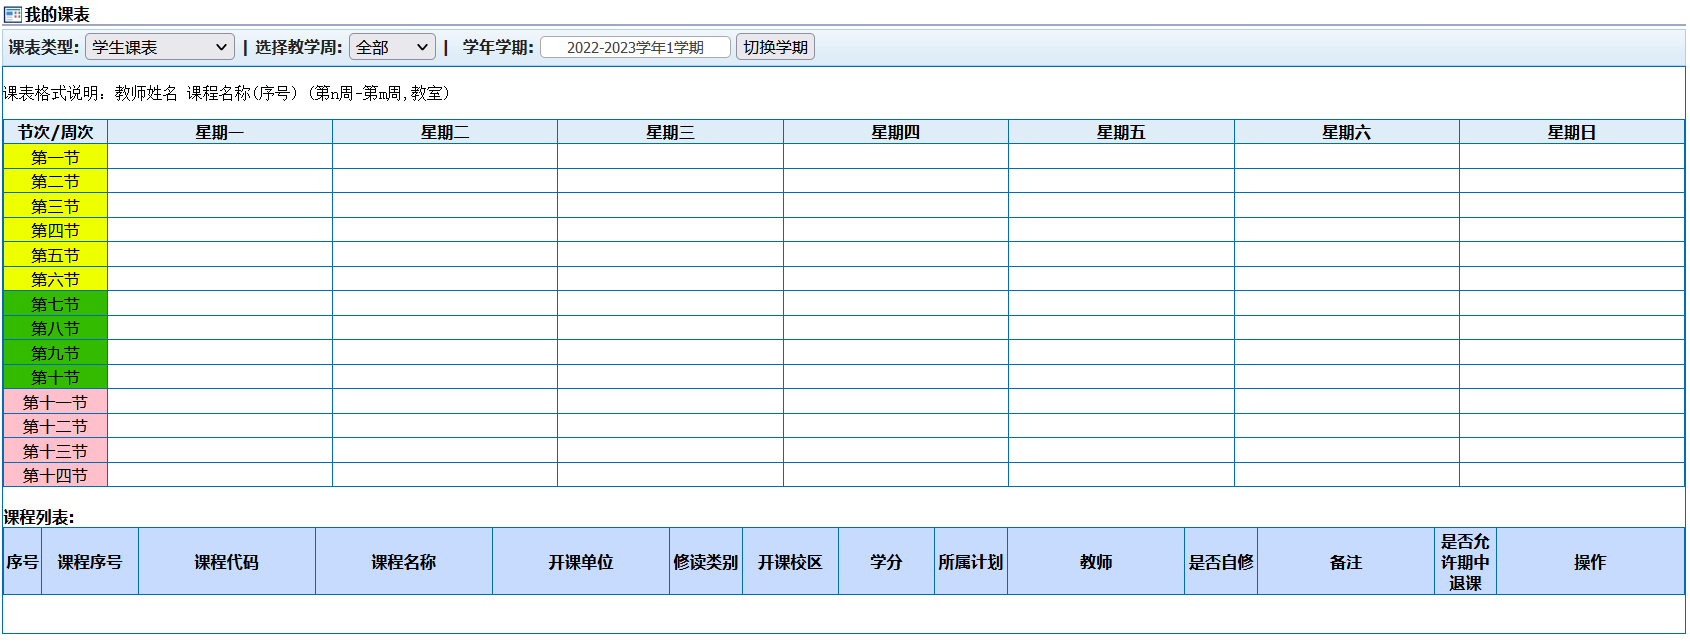 我的课表
课表类型: 学生课表 | 选择教学周: 全部 | 学年学期: 2022-2023学年1学期 切换学期
课表格式说明: 教师姓名 课程名称(序号) (第n周-第m周,教室)
节次/周次 星期一 星期二 星期三 星期四 星期五 星期六 星期日
第一节
第二节
第三节
第四节
第五节
第六节
第七节
第八节
第九节
第十节
第十一节
第十二节
第十三节
第十四节
课程列表:
序号 课程序号 课程代码 课程名称 开课单位 修读类别 开课校区 学分 所属计划 教师 是否自修 备注 是否允许期中退课 操作